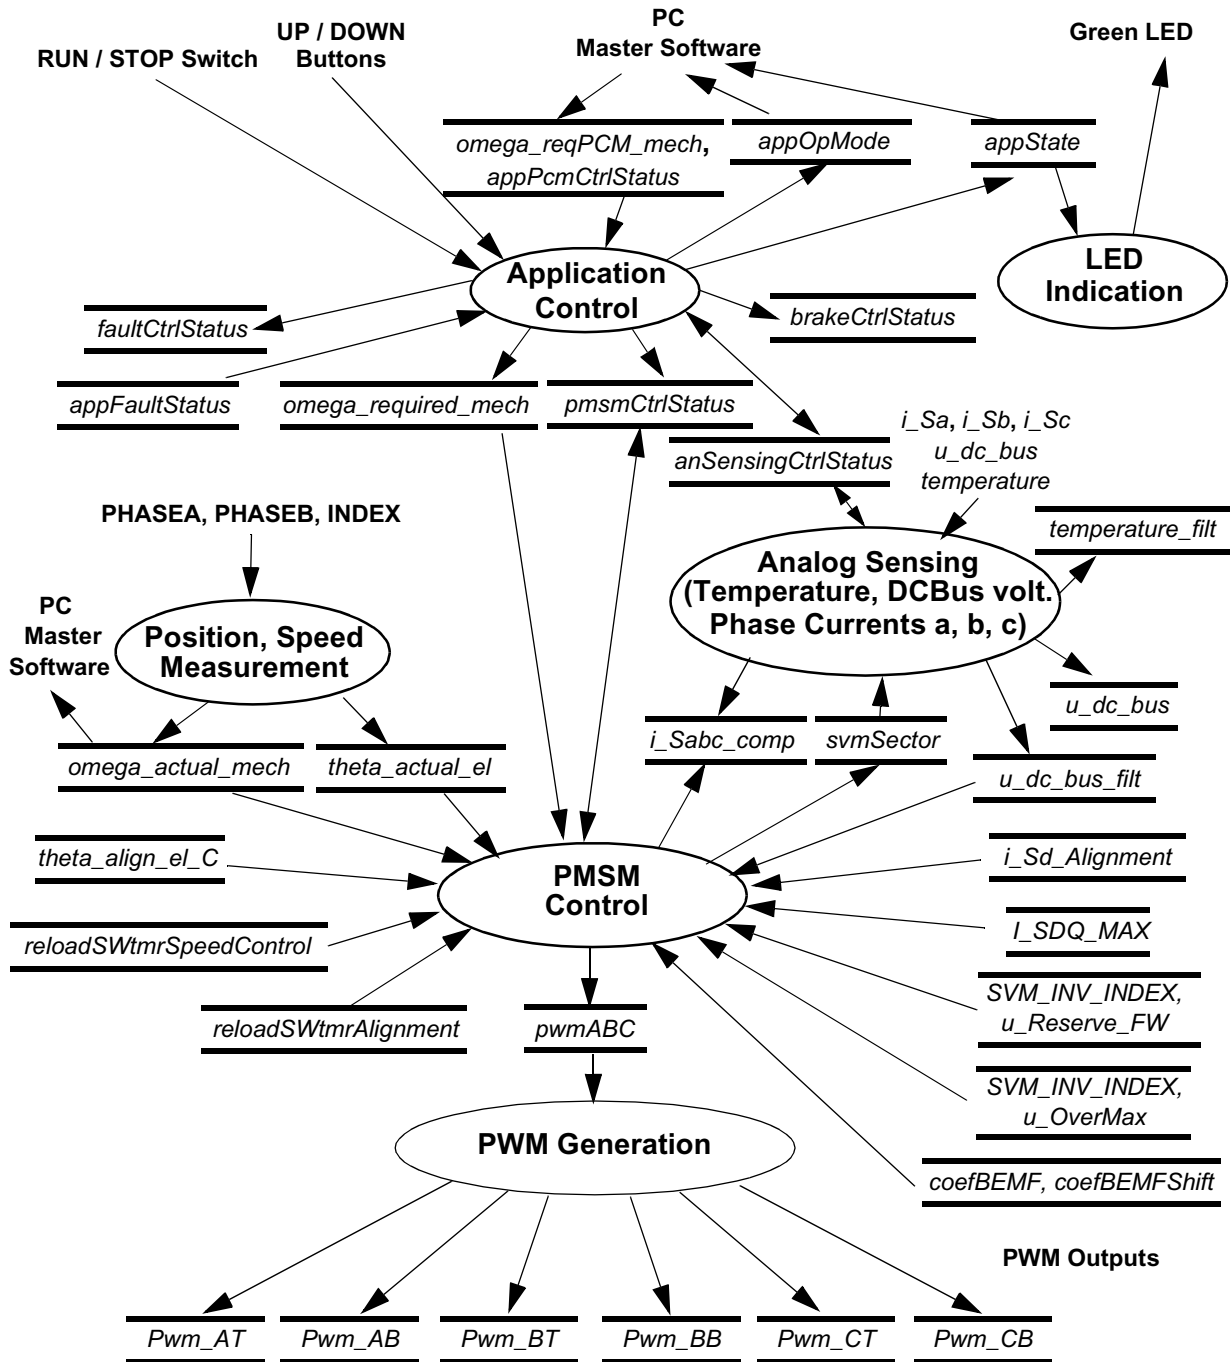 RUN / STOP Switch
UP / DOWN
Buttons
PC
Master Software
Green LED
omega_reqPCM_mech,
appPcmCtrlStatus
appOpMode
appState
Application
Control
LED
Indication
faultCtrlStatus
brakeCtrlStatus
appFaultStatus
omega_required_mech
pmsmCtrlStatus
anSensingCtrlStatus
i_Sa, i_Sb, i_Sc
u_dc_bus
temperature
PHASEA, PHASEB, INDEX
temperature_filt
Analog Sensing
(Temperature, DCBus volt.
Phase Currents a, b, c)
PC
Master
Software
Position, Speed
Measurement
u_dc_bus
omega_actual_mech
theta_actual_el
i_Sabc_comp
svmSector
u_dc_bus_filt
theta_align_el_C
i_Sd_Alignment
PMSM
Control
reloadSWtmrSpeedControl
I_SDQ_MAX
reloadSWtmrAlignment
pwmABC
SVM_INV_INDEX,
u_Reserve_FW
SVM_INV_INDEX,
u_OverMax
PWM Generation
coefBEMF, coefBEMFShift
PWM Outputs
Pwm_AT
Pwm_AB
Pwm_BT
Pwm_BB
Pwm_CT
Pwm_CB